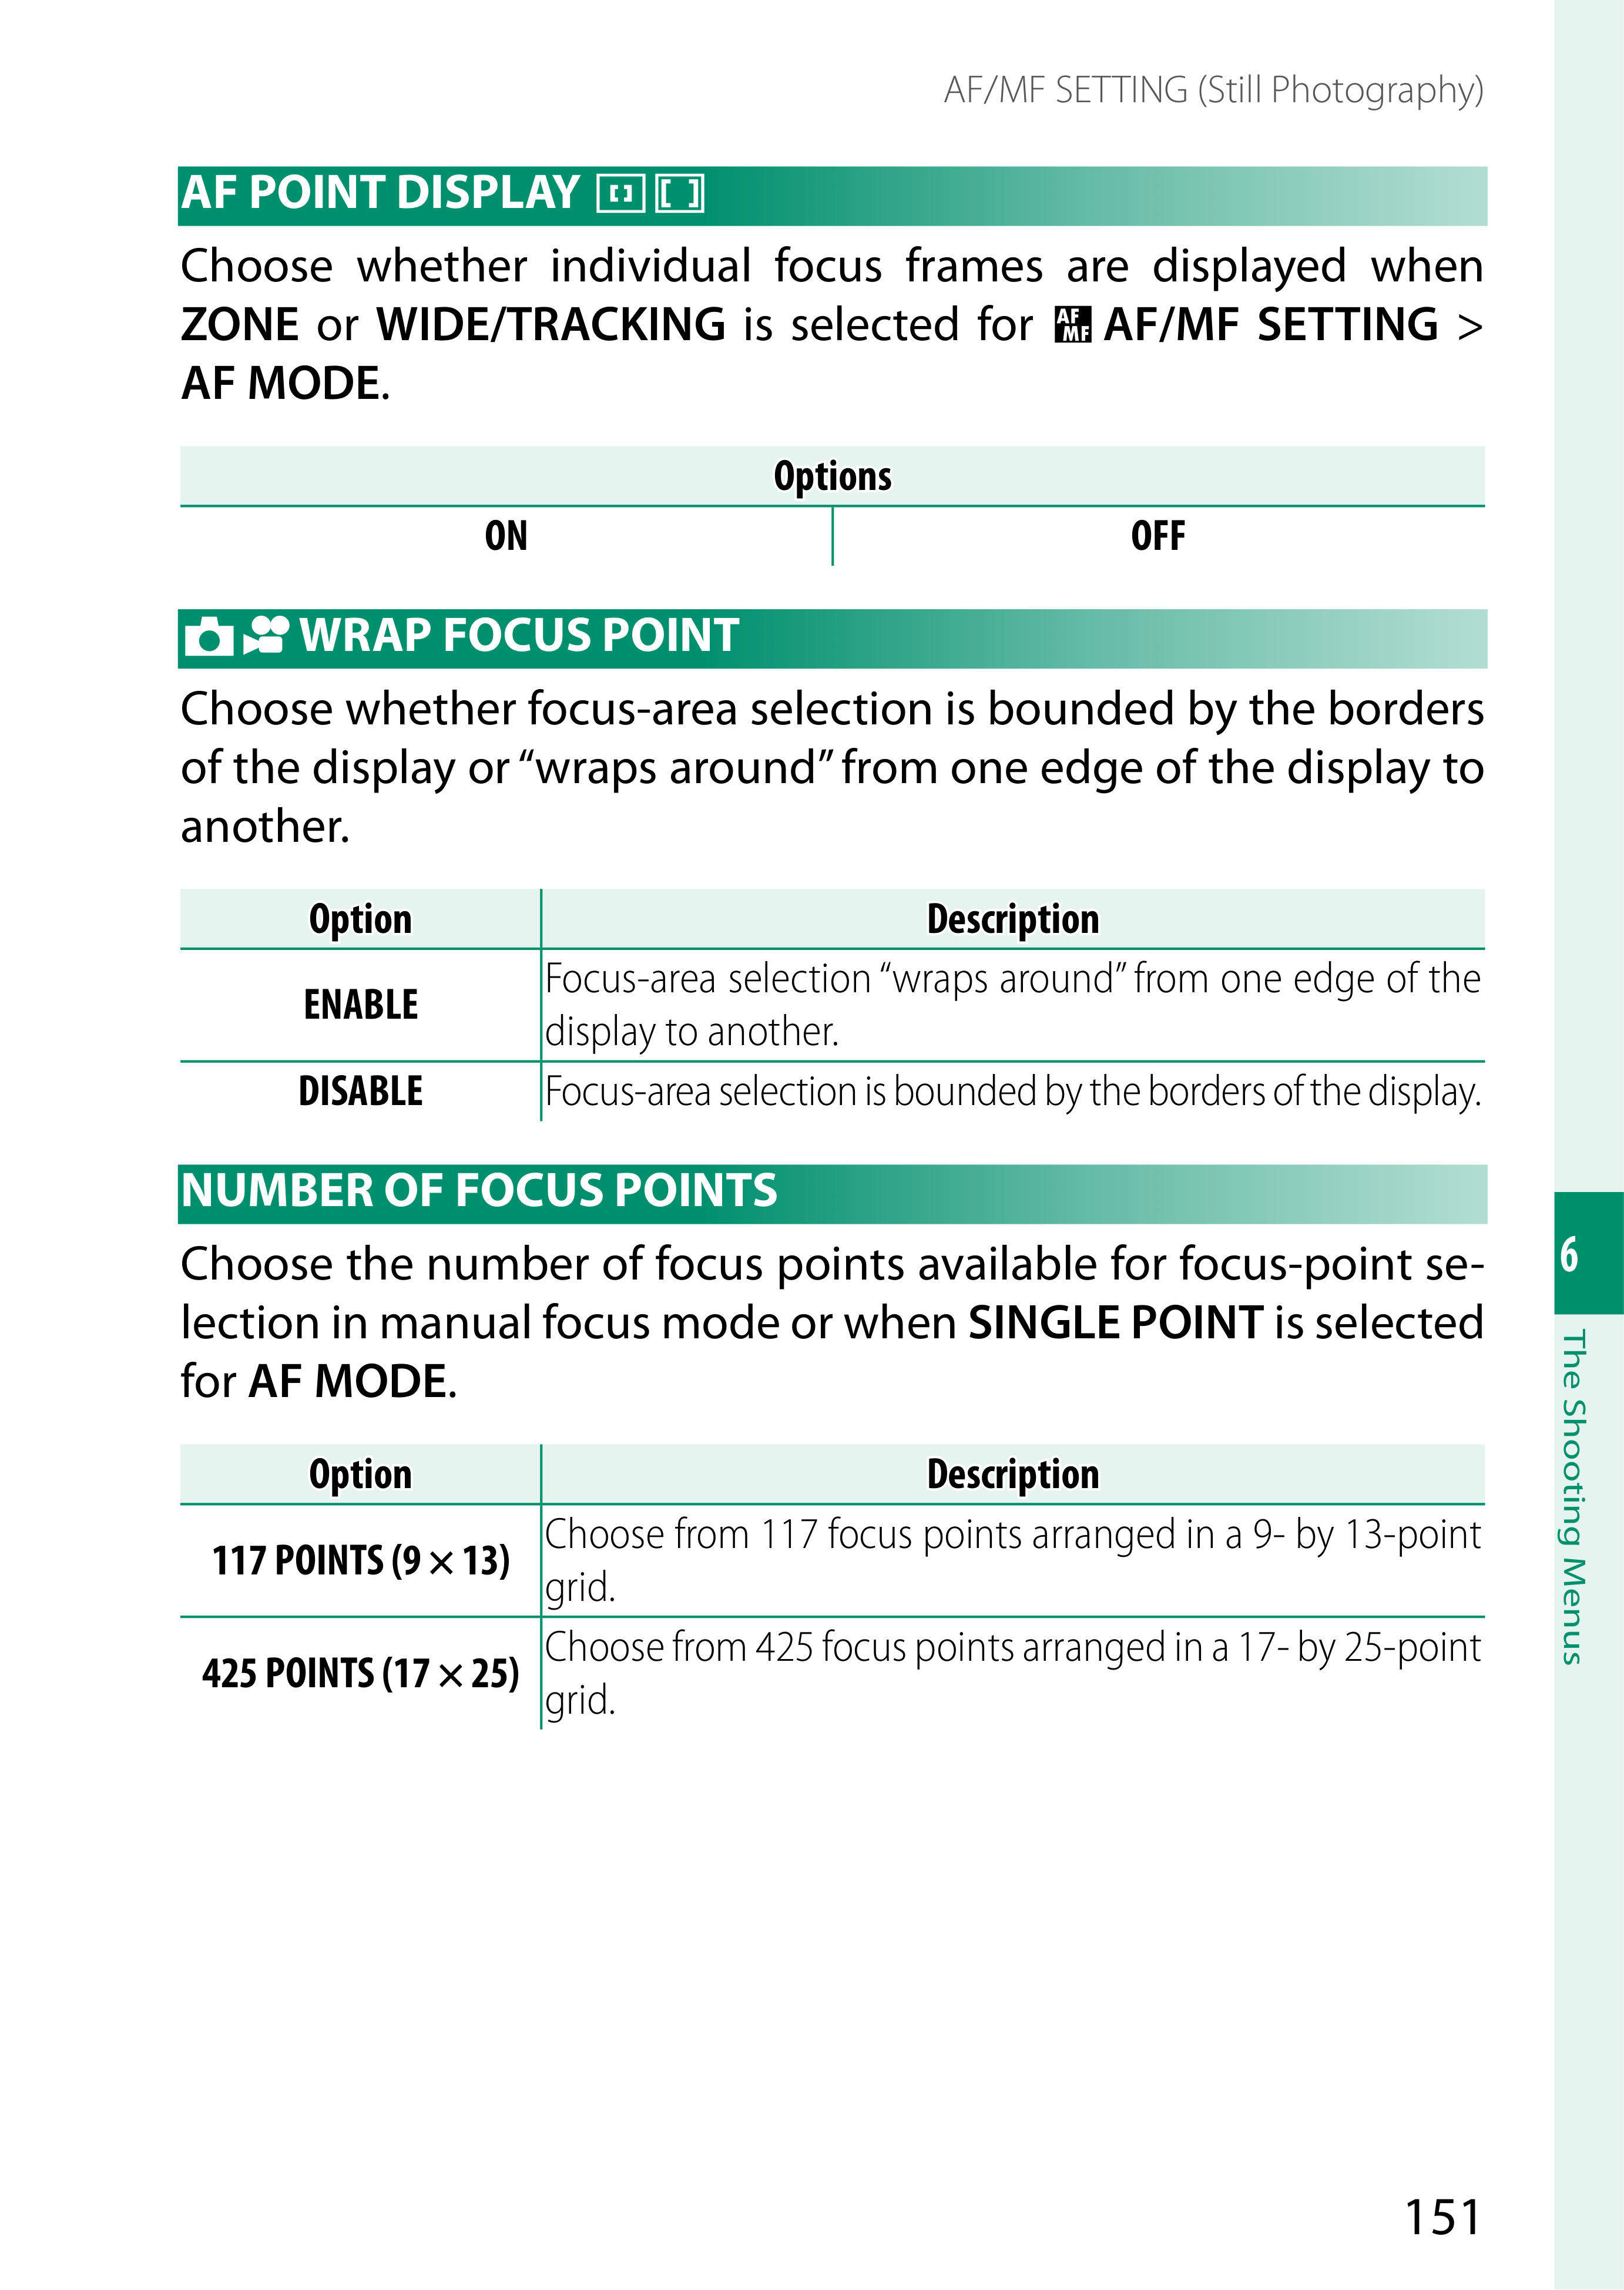 AF/MF SETTING (Still Photography)
AF POINT DISPLAY
Choose whether individual focus frames are displayed when
ZONE or WIDE/TRACKING is selected for AF MF AF/MF SETTING >
AF MODE.
Options
ON OFF
WRAP FOCUS POINT
Choose whether focus-area selection is bounded by the borders
of the display or “wraps around” from one edge of the display to
another.
Option Description
ENABLE Focus-area selection “wraps around” from one edge of the
display to another.
DISABLE Focus-area selection is bounded by the borders of the display.
NUMBER OF FOCUS POINTS
Choose the number of focus points available for focus-point se-
lection in manual focus mode or when SINGLE POINT is selected
for AF MODE.
Option Description
117 POINTS (9 × 13) Choose from 117 focus points arranged in a 9- by 13-point
grid.
425 POINTS (17 × 25) Choose from 425 focus points arranged in a 17- by 25-point
grid.
6
The Shooting Menus
151